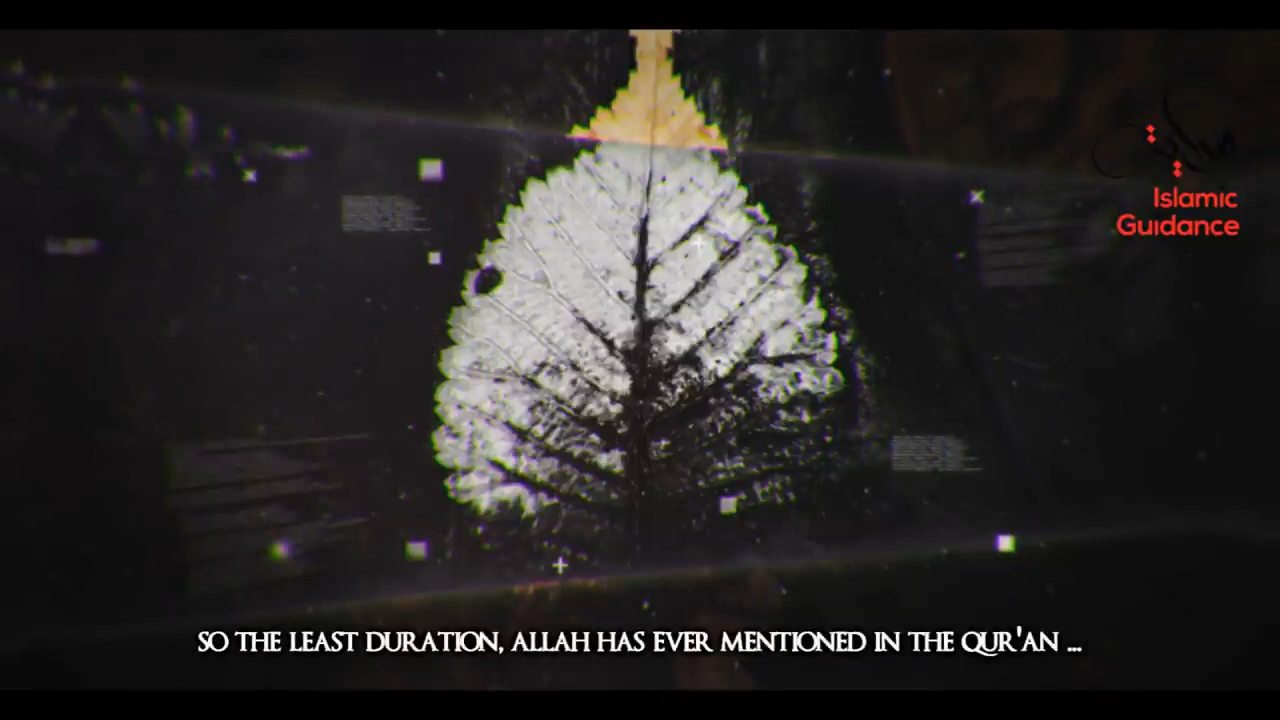 Islamic
Guidance
SO THE LEAST DURATION, ALLAH HAS EVER MENTIONED IN THE QUR'AN ...